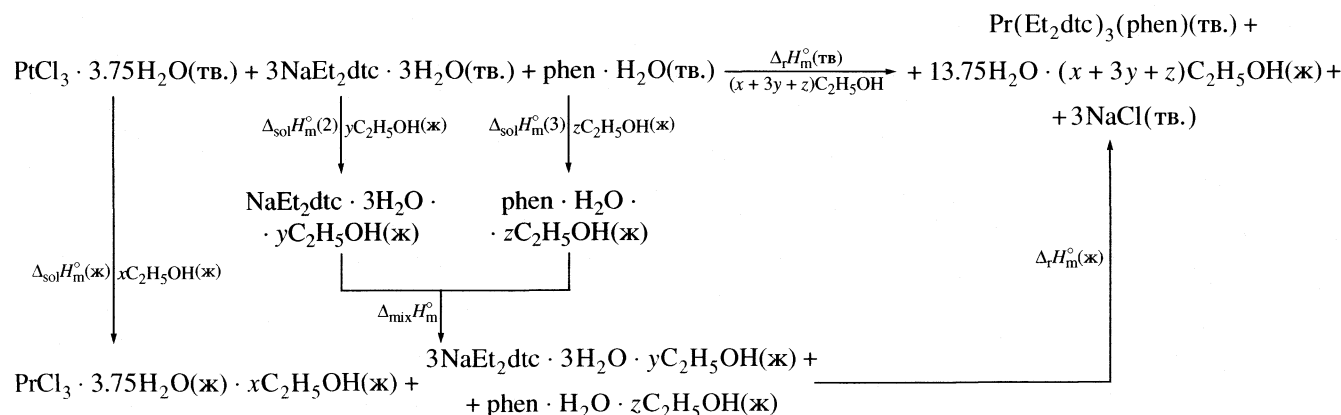 Pr(Et₂dtc)₃(phen)(тв.) +
PtCl₃ · 3.75H₂O(тв.) + 3NaEt₂dtc · 3H₂O(тв.) + phen · H₂O(тв.)
ΔᵣH°ₘ(тв)
(x + 3y + z)C₂H₅OH
+ 13.75H₂O · (x + 3y + z)C₂H₅OH(ж) +
+ 3NaCl(тв.)
ΔₛₒₗH°ₘ(2) yC₂H₅OH(ж)
ΔₛₒₗH°ₘ(3) zC₂H₅OH(ж)
NaEt₂dtc · 3H₂O ·
· yC₂H₅OH(ж)
phen · H₂O ·
· zC₂H₅OH(ж)
ΔₛₒₗH°ₘ(ж) xC₂H₅OH(ж)
ΔᵣH°ₘ(ж)
ΔₘᵢₓH°ₘ
PrCl₃ · 3.75H₂O(ж) · xC₂H₅OH(ж) +
3NaEt₂dtc · 3H₂O · yC₂H₅OH(ж) +
+ phen · H₂O · zC₂H₅OH(ж)